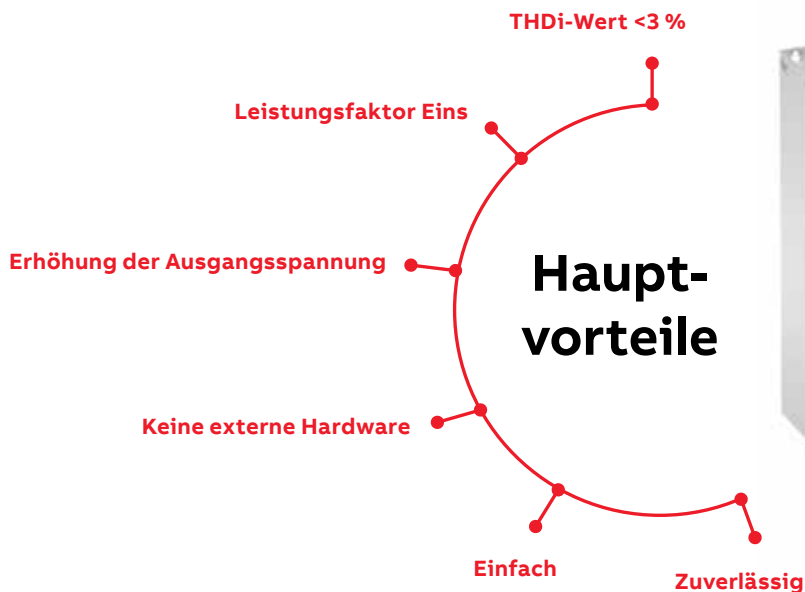 THDi-Wert <3 %
Leistungsfaktor Eins
Erhöhung der Ausgangsspannung
Haupt-
vorteile
Keine externe Hardware
Einfach
Zuverlässig